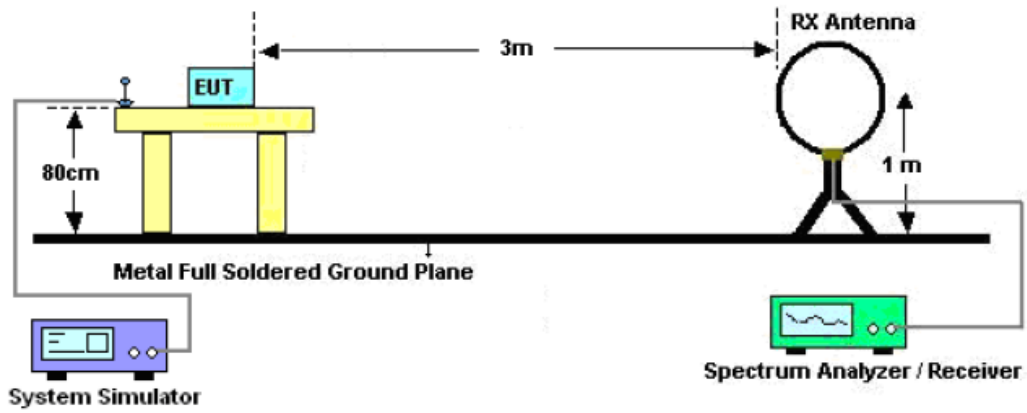 RX Antenna
3m
EUT
80cm
1 m
Metal Full Soldered Ground Plane
System Simulator
Spectrum Analyzer / Receiver